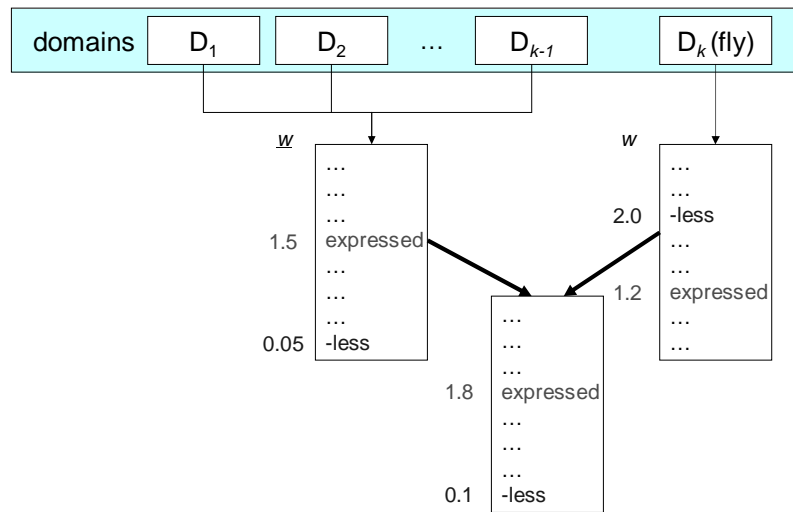 domains D1 D2 … Dk-1 Dk (fly)
w
…
…
…
1.5 expressed
…
…
…
0.05 -less
w
…
…
2.0 -less
…
…
1.2 expressed
…
…
…
…
…
1.8 expressed
…
…
…
0.1 -less